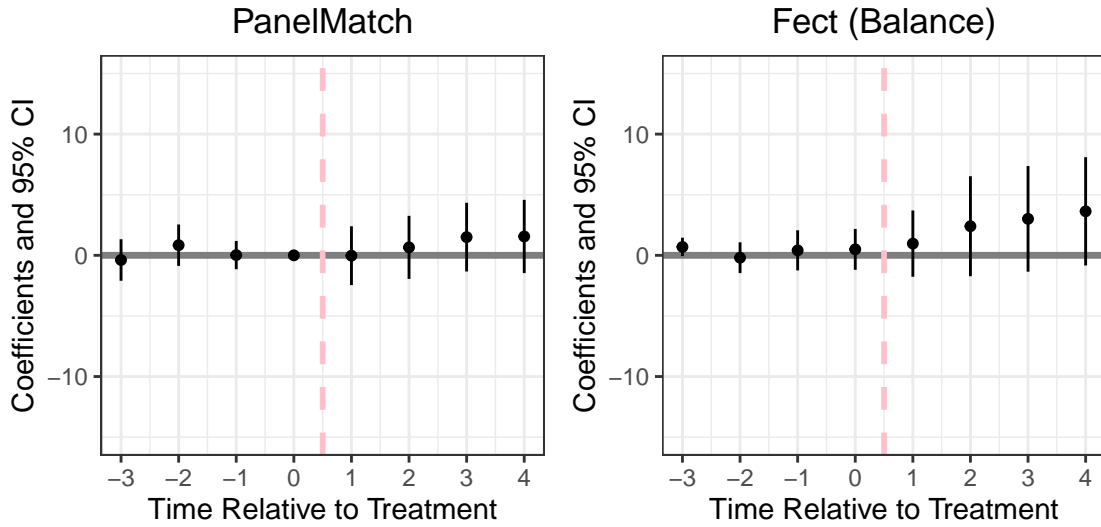 PanelMatch
Coefficients and 95% CI
10
0
−10
−3 −2 −1 0 1 2 3 4
Time Relative to Treatment
Fect (Balance)
Coefficients and 95% CI
10
0
−10
−3 −2 −1 0 1 2 3 4
Time Relative to Treatment